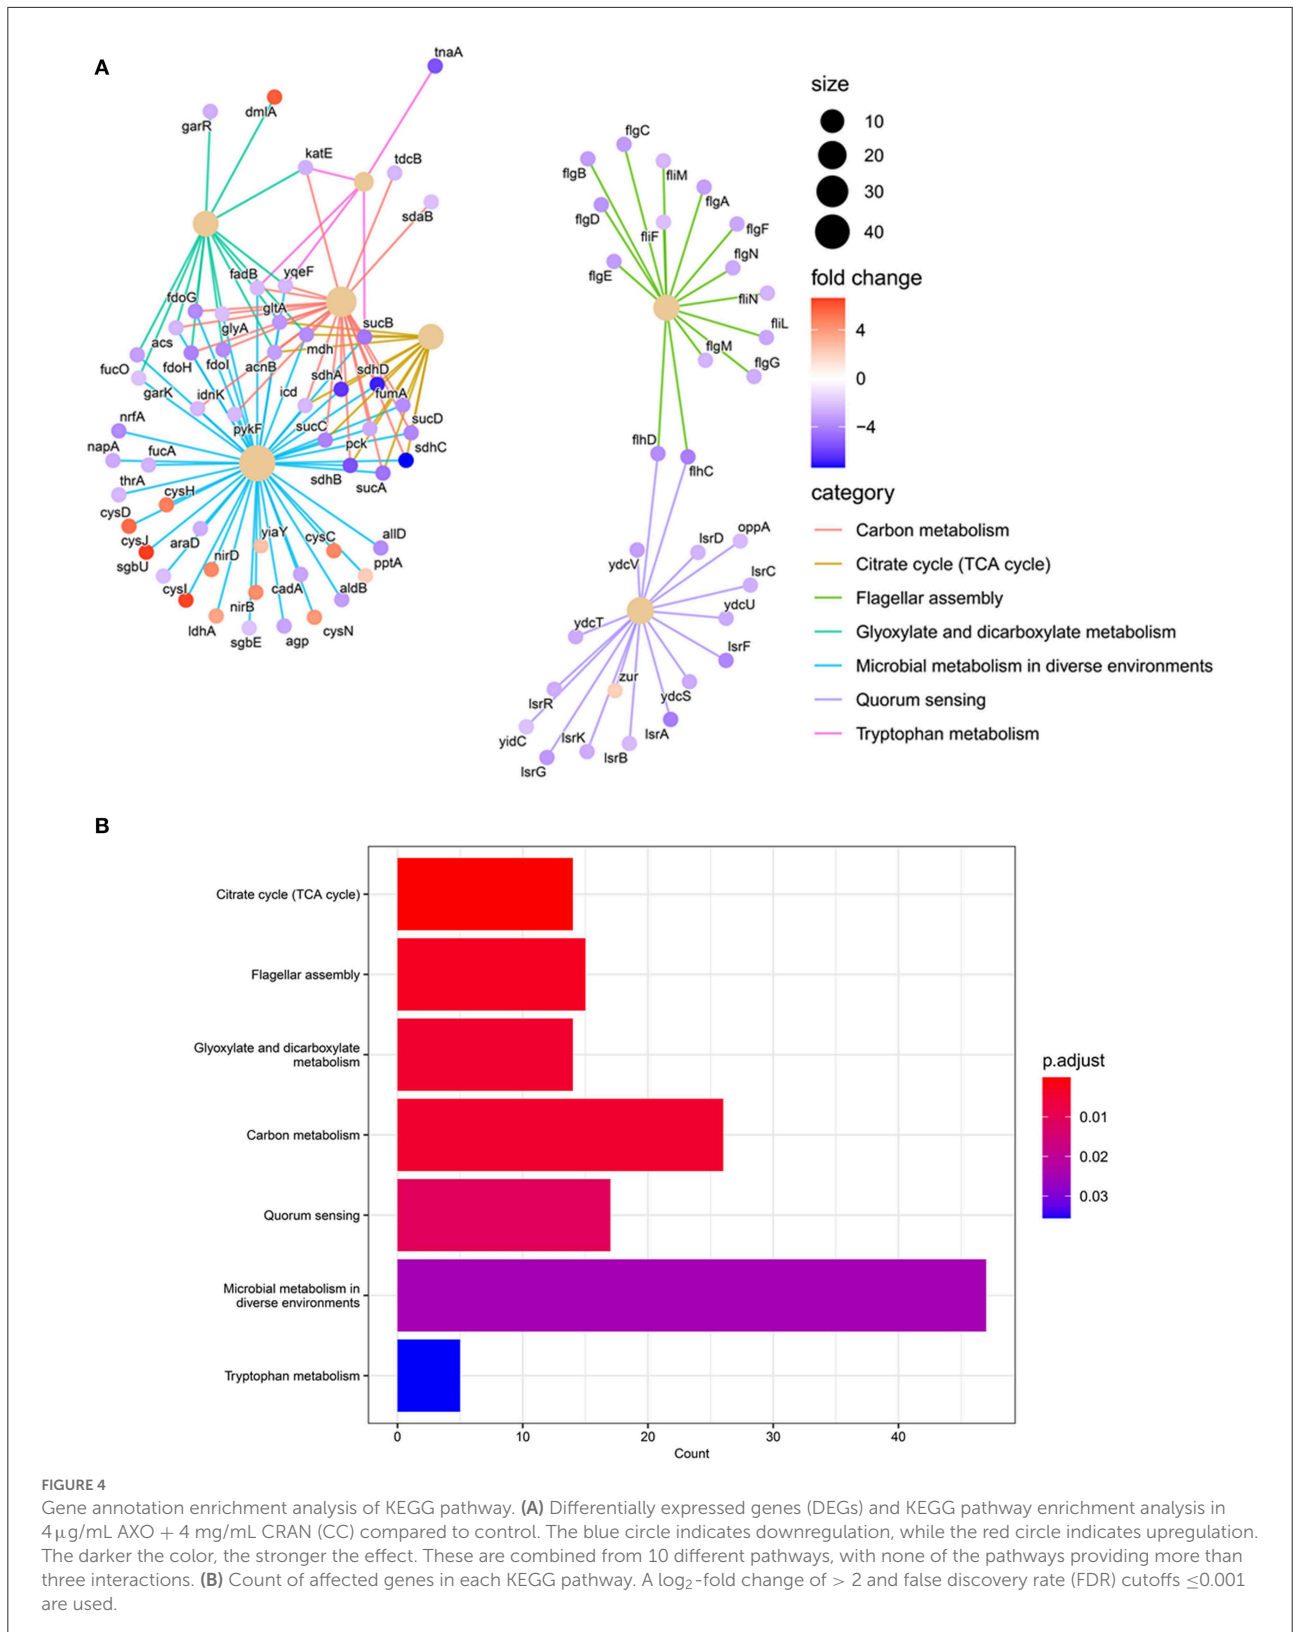 A
tnaA
dmlA
garR
katE
tdcB
sdaB
fadB
yqeF
fdoG
gltA
glyA
sucB
acs
mdh
fucO
fdoH
fdoI
acnB
sdhA
sdhD
garK
idnK
icd
fumA
nrfA
pykF
sucC
sucD
napA
fucA
pck
sdhC
thrA
sdhB
sucA
cysH
cysD
cysJ
araD
yiaY
cysC
allD
sgbU
nirD
pptA
cysI
cadA
aldB
ldhA
nirB
sgbE
agp
cysN
flgC
flgB
fliM
flgA
flgD
fliF
flgF
flgE
flgN
fliN
fliL
flgM
flgG
flhD
flhC
oppA
lsrD
ydcV
lsrC
ydcU
ydcT
lsrF
zur
ydcS
lsrR
yidC
lsrK
lsrA
lsrB
lsrG
size
10
20
30
40
fold change
4
0
−4
category
Carbon metabolism
Citrate cycle (TCA cycle)
Flagellar assembly
Glyoxylate and dicarboxylate metabolism
Microbial metabolism in diverse environments
Quorum sensing
Tryptophan metabolism
B
Citrate cycle (TCA cycle)
Flagellar assembly
Glyoxylate and dicarboxylate
metabolism
Carbon metabolism
Quorum sensing
Microbial metabolism in
diverse environments
Tryptophan metabolism
0
10
20
30
40
Count
p.adjust
0.01
0.02
0.03
FIGURE 4
Gene annotation enrichment analysis of KEGG pathway. (A) Differentially expressed genes (DEGs) and KEGG pathway enrichment analysis in
4 μg/mL AXO + 4 mg/mL CRAN (CC) compared to control. The blue circle indicates downregulation, while the red circle indicates upregulation.
The darker the color, the stronger the effect. These are combined from 10 different pathways, with none of the pathways providing more than
three interactions. (B) Count of affected genes in each KEGG pathway. A log₂-fold change of > 2 and false discovery rate (FDR) cutoffs ≤0.001
are used.